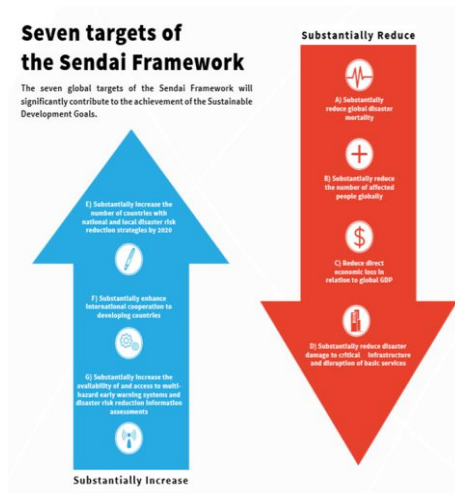 Seven targets of
the Sendai Framework
The seven global targets of the Sendai Framework will
significantly contribute to the achievement of the Sustainable
Development Goals.
E) Substantially increase the
number of countries with
national and local disaster risk
reduction strategies by 2020
F) Substantially enhance
international cooperation to
developing countries
G) Substantially increase the
availability of and access to multi-
hazard early warning systems and
disaster risk reduction information
assessments
Substantially Increase
Substantially Reduce
A) Substantially
reduce global disaster
mortality
B) Substantially reduce
the number of affected
people globally
$
C) Reduce direct
economic loss in
relation to global GDP
D) Substantially reduce disaster
damage to critical infrastructure
and disruption of basic services